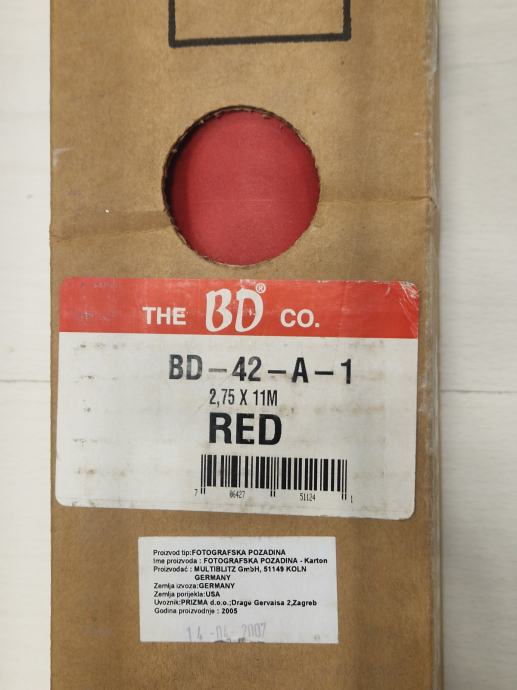 THE BD® CO.
BD-42-A-1
2,75 X 11M
RED
7 06427 51124 1
Proizvod tip:FOTOGRAFSKA POZADINA
Ime proizvoda : FOTOGRAFSKA POZADINA - Karton
Proizvođač : MULTIBLITZ GmbH, 51149 KOLN
GERMANY
Zemlja izvoza:GERMANY
Zemlja porijekla:USA
Uvoznik:PRIZMA d.o.o.;Drage Gervaisa 2,Zagreb
Godina proizvodnje : 2005
14 -04- 2007